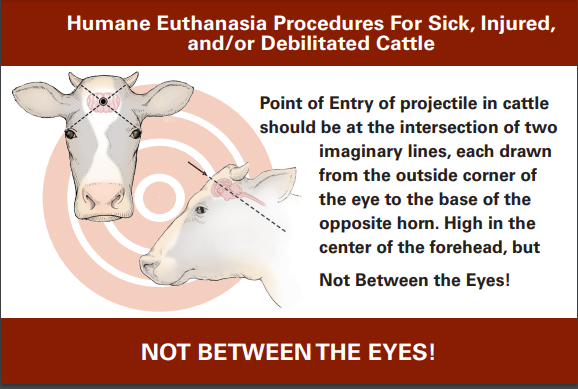 Humane Euthanasia Procedures For Sick, Injured,
and/or Debilitated Cattle
Point of Entry of projectile in cattle
should be at the intersection of two
imaginary lines, each drawn
from the outside corner of
the eye to the base of the
opposite horn. High in the
center of the forehead, but
Not Between the Eyes!
NOT BETWEEN THE EYES!